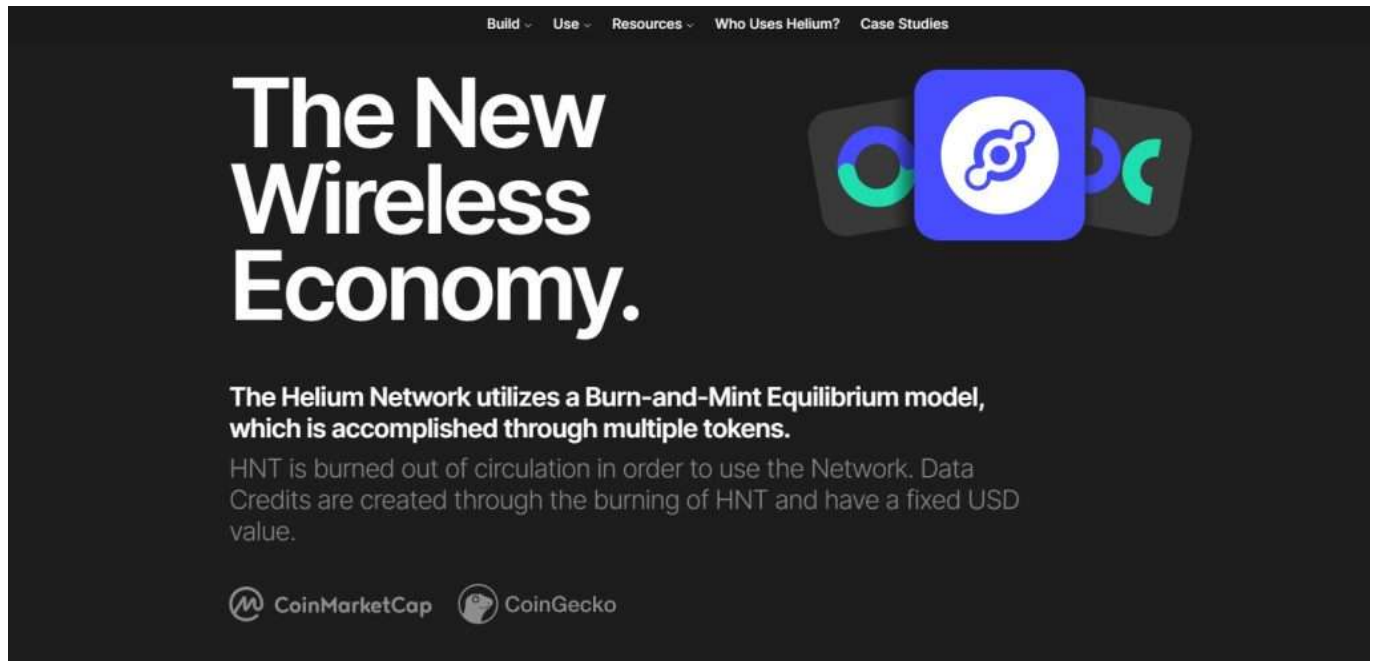 Build Use Resources Who Uses Helium? Case Studies
The New
Wireless
Economy.
The Helium Network utilizes a Burn-and-Mint Equilibrium model,
which is accomplished through multiple tokens.
HNT is burned out of circulation in order to use the Network. Data
Credits are created through the burning of HNT and have a fixed USD
value.
CoinMarketCap CoinGecko